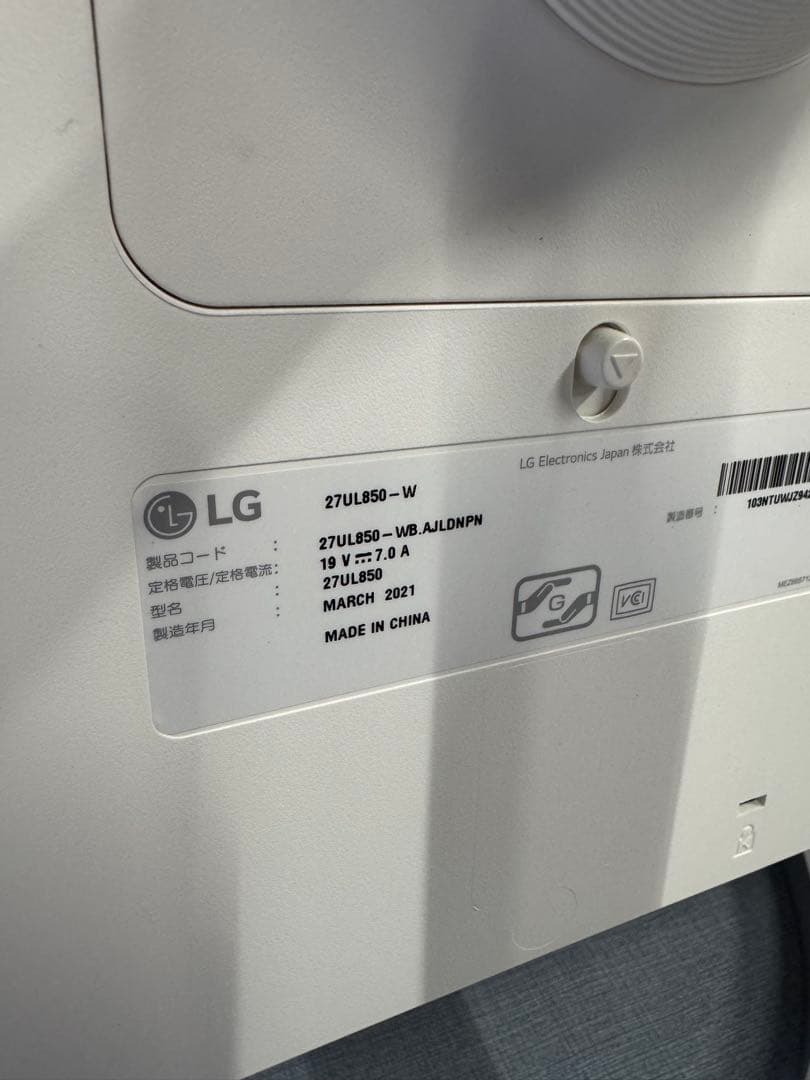 LG Electronics Japan 株式会社
LG 27UL850-W
製品コード : 27UL850-WB.AJLDNPN
定格電圧/定格電流: 19 V 7.0 A
型名 : 27UL850
製造年月 : MARCH 2021
MADE IN CHINA
製造番号 :
G
VCI